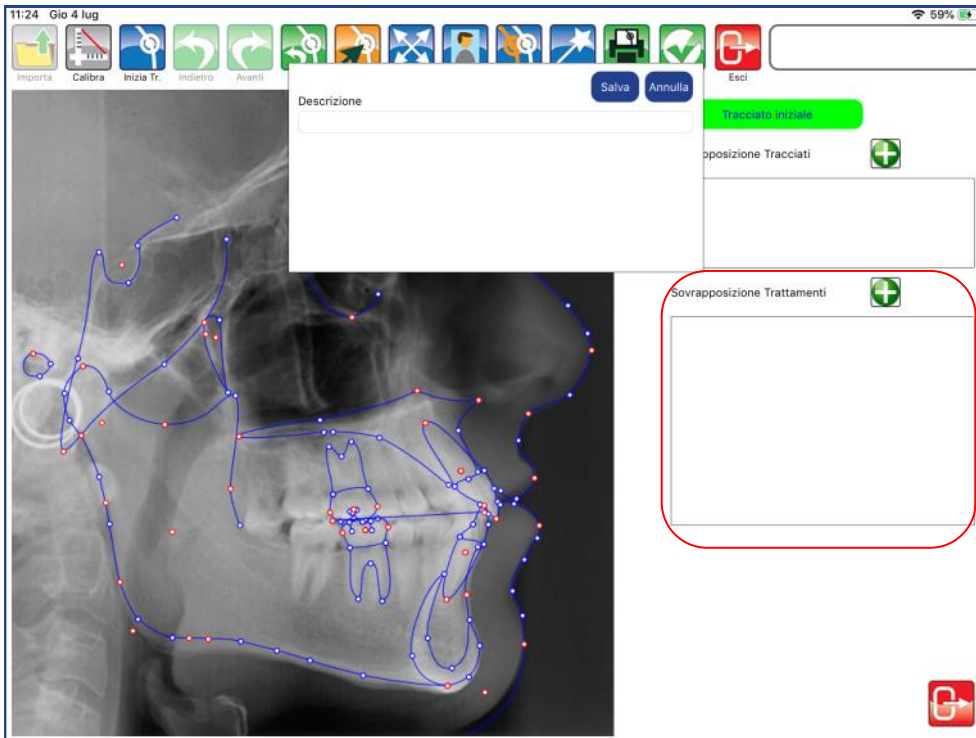 11:24 Gio 4 lug
59%
Importa
Calibra
Inizia Tr.
Indietro
Avanti
Esci
Salva
Annulla
Descrizione
Tracciato iniziale
pposizione Tracciati
Sovrapposizione Trattamenti